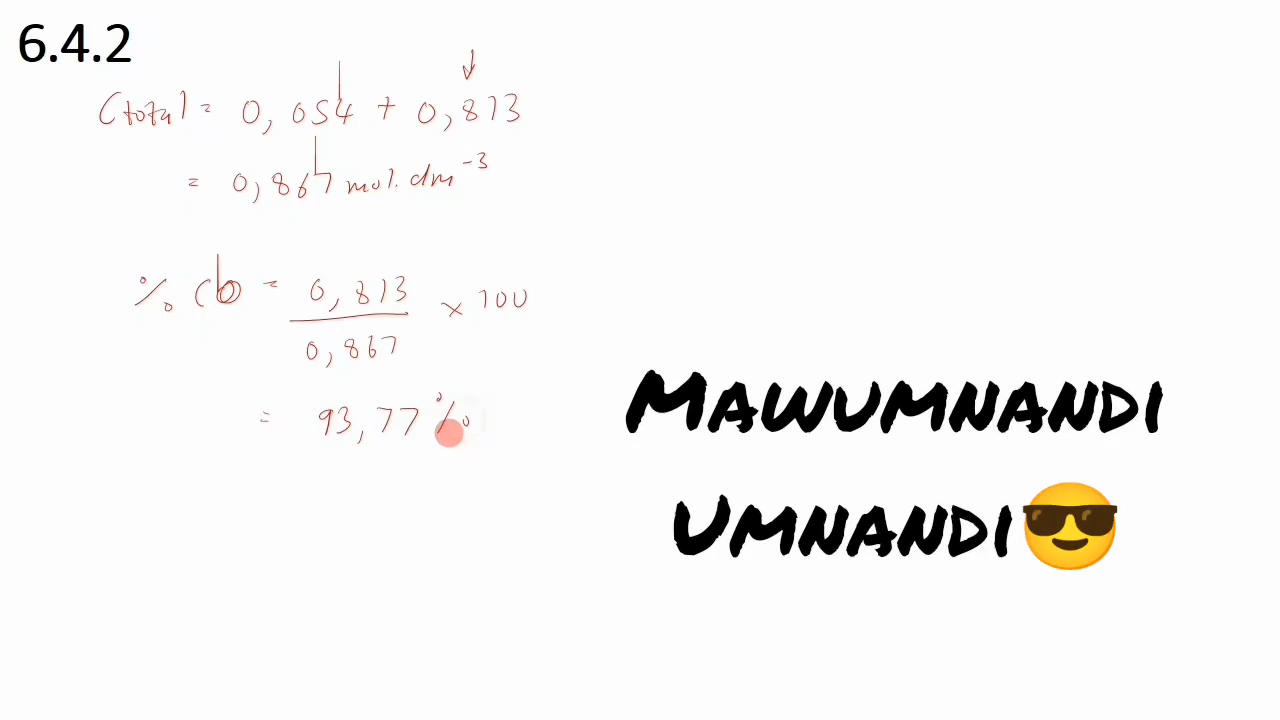 6.4.2
Ctotal = 0,054 + 0,813
= 0,867 mol.dm⁻³
% Cb = 0,813
× 100
0,867
= 93,77 %
MAWUMNANDI
UMNANDI😎